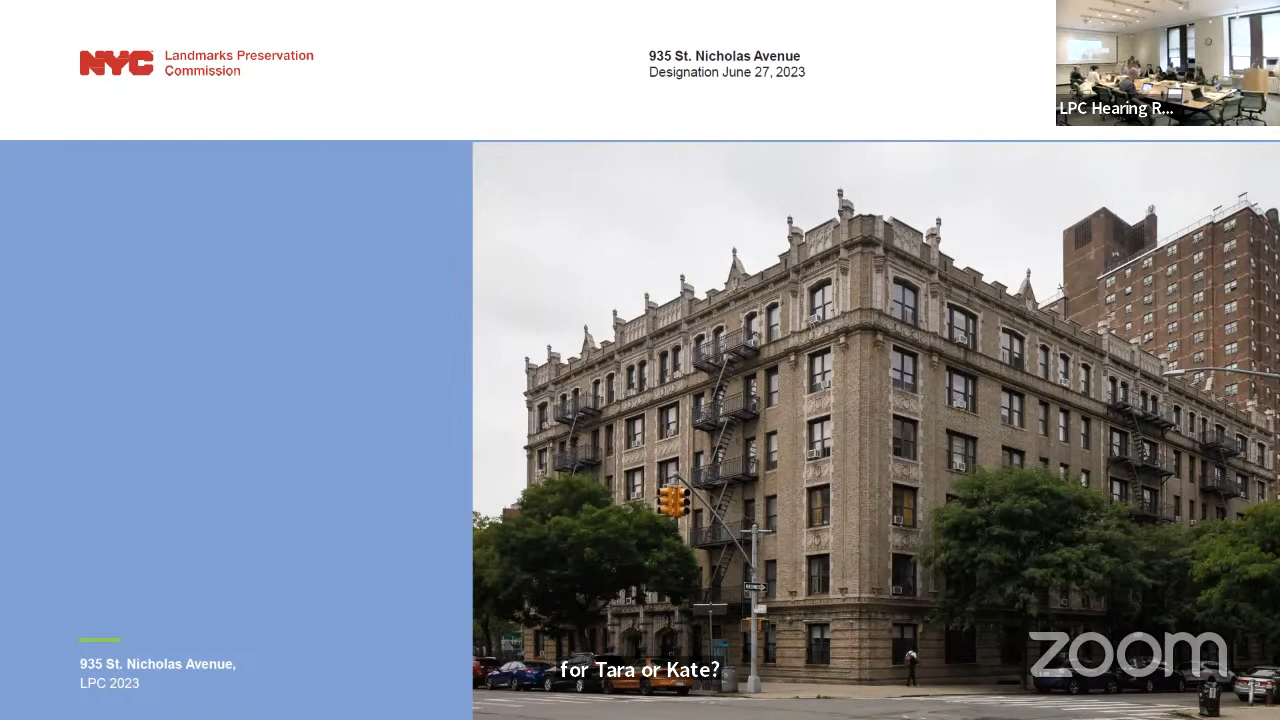 NYC
Landmarks Preservation
Commission
935 St. Nicholas Avenue
Designation June 27, 2023
LPC Hearing R...
935 St. Nicholas Avenue,
LPC 2023
for Tara or Kate?
zoom